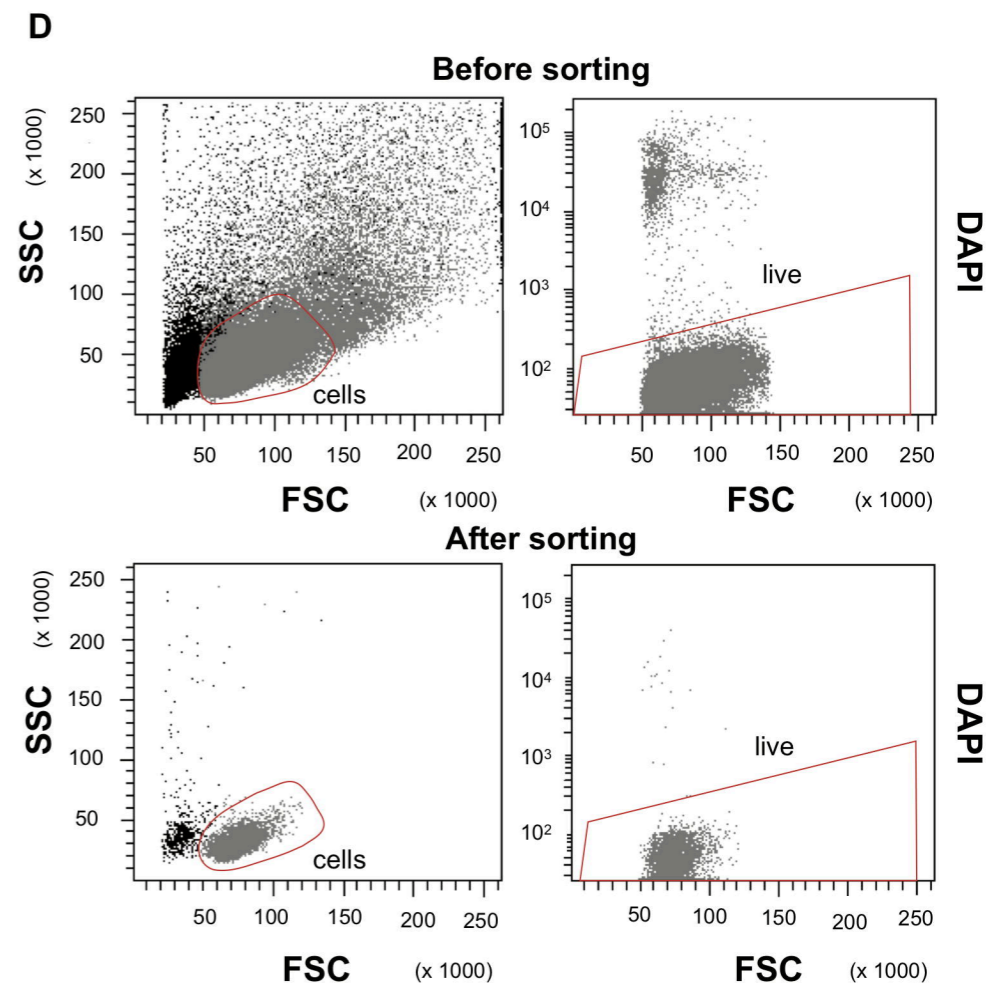 D
Before sorting
250
200
150
100
50
(x 1000)
SSC
cells
50 100 150 200 250
FSC (x 1000)
10⁵
10⁴
10³
10²
live
DAPI
50 100 150 200 250
FSC (x 1000)
After sorting
250
200
150
100
50
(x 1000)
SSC
cells
50 100 150 200 250
FSC (x 1000)
10⁵
10⁴
10³
10²
live
DAPI
50 100 150 200 250
FSC (x 1000)